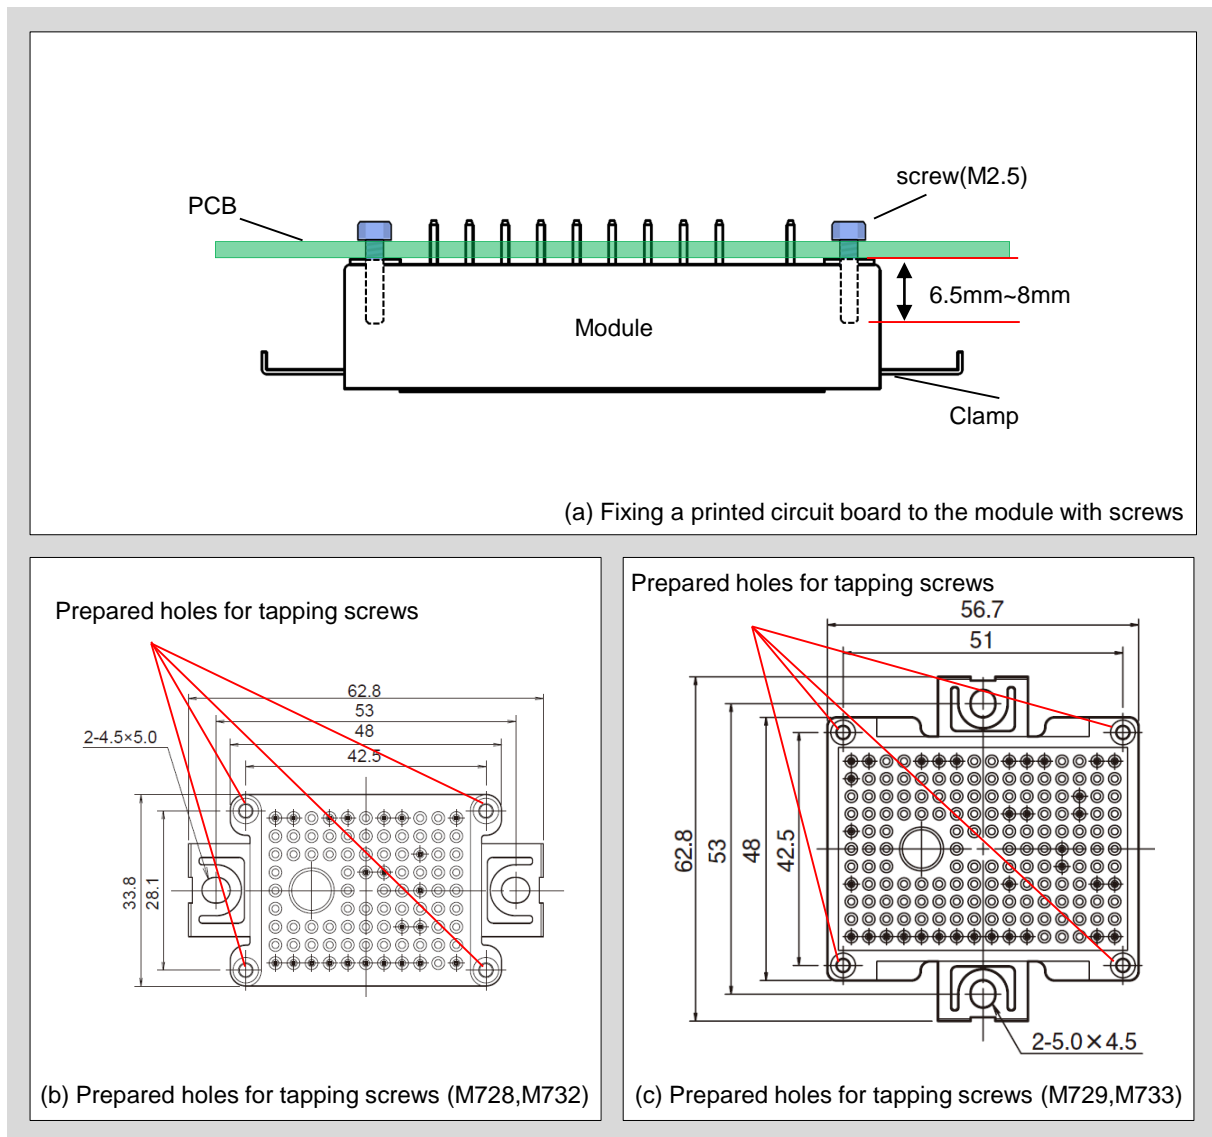 screw(M2.5)
PCB
6.5mm~8mm
Module
Clamp
(a) Fixing a printed circuit board to the module with screws
Prepared holes for tapping screws
62.8
53
2-4.5×5.0
48
42.5
33.8
28.1
(b) Prepared holes for tapping screws (M728,M732)
Prepared holes for tapping screws
56.7
51
62.8
53
48
42.5
2-5.0×4.5
(c) Prepared holes for tapping screws (M729,M733)